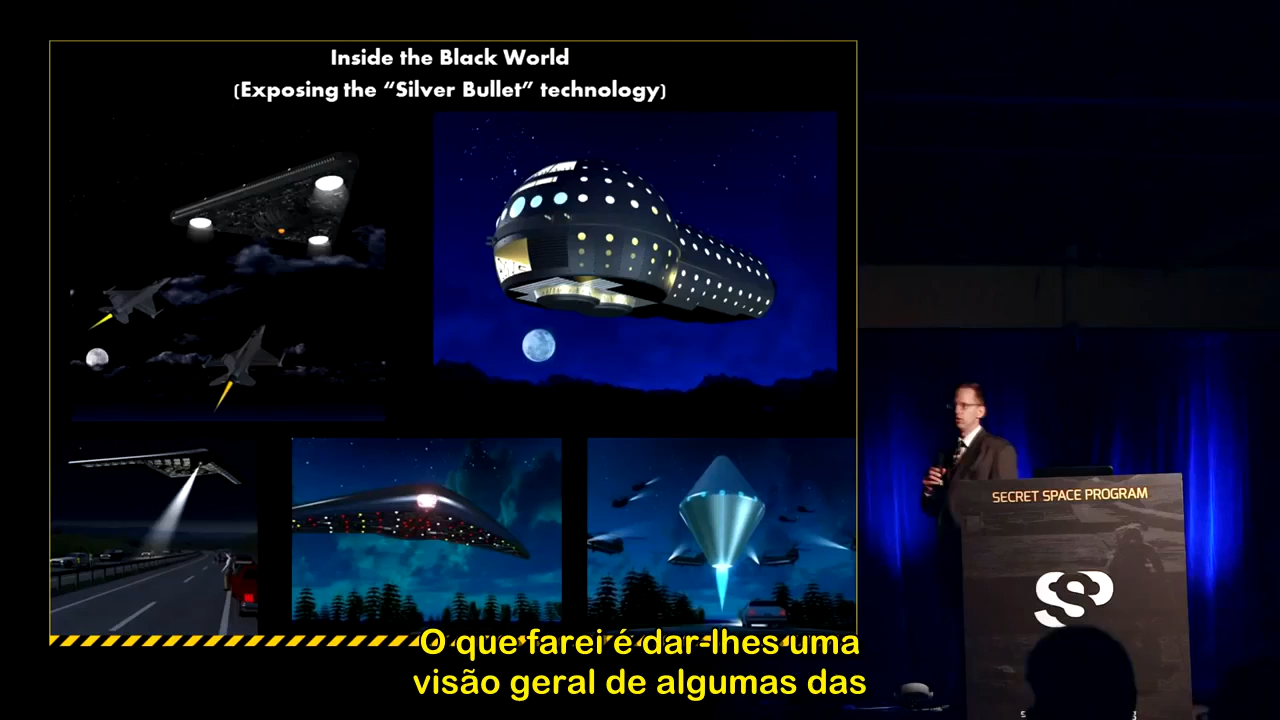 Inside the Black World
(Exposing the “Silver Bullet” technology)
SECRET SPACE PROGRAM
SSP
O que farei é dar-lhes uma
visão geral de algumas das